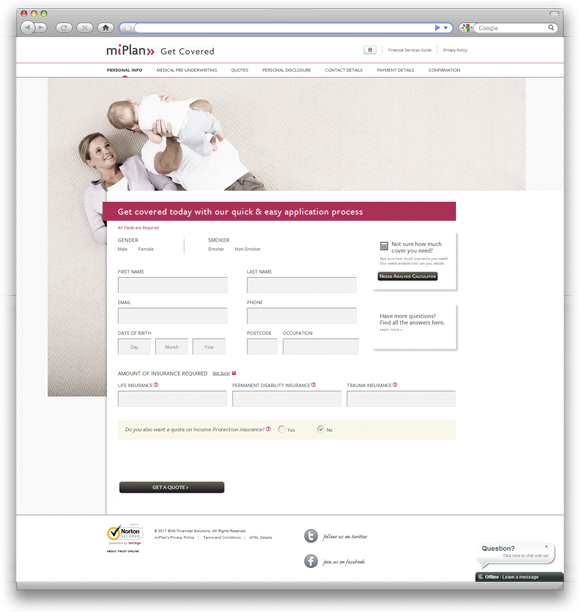 Google
miPlan»
Get Covered
Financial Services Guide
Privacy Policy
PERSONAL INFO
MEDICAL PRE-UNDERWRITING
QUOTES
PERSONAL DISCLOSURE
CONTACT DETAILS
PAYMENT DETAILS
CONFIRMATION
Get covered today with our quick & easy application process
All Fields are Required
GENDER
SMOKER
Male
Female
Smoker
Non-Smoker
Not sure how much
cover you need?
Not sure how much insurance you need?
Our needs analysis tool can you decide.
NEEDS ANALYSIS CALCULATOR
FIRST NAME
LAST NAME
EMAIL
PHONE
Have more questions?
Find all the answers here.
Learn more »
DATE OF BIRTH
POSTCODE
OCCUPATION
Day
Month
Year
AMOUNT OF INSURANCE REQUIRED
Not Sure?
LIFE INSURANCE ?
PERMANENT DISABILITY INSURANCE ?
TRAUMA INSURANCE ?
Do you also want a quote on Income Protection insurance? ?
Yes
No
GET A QUOTE ›
Norton
SECURED
powered by VeriSign
ABOUT TRUST ONLINE
© 2011 BHA Financial Solutions. All Rights Reserved
miPlan's Privacy Policy | Terms and Conditions | AFSL Details
follow us on twitter
join us on facebook
Question?
Click here to chat with us!
Offline - Leave a message